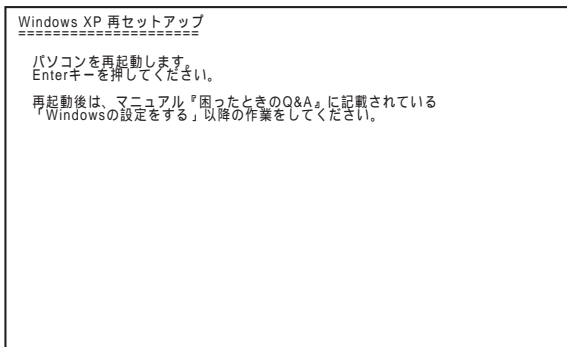 Windows XP 再セットアップ
=====================
パソコンを再起動します。
Enterキーを押してください。
再起動後は、マニュアル『困ったときのQ&A』に記載されている
「Windowsの設定をする」以降の作業をしてください。